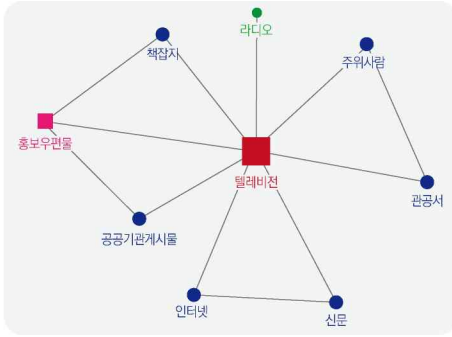 라디오
책잡지
주위사람
홍보우편물
텔레비전
관공서
공공기관게시물
인터넷
신문